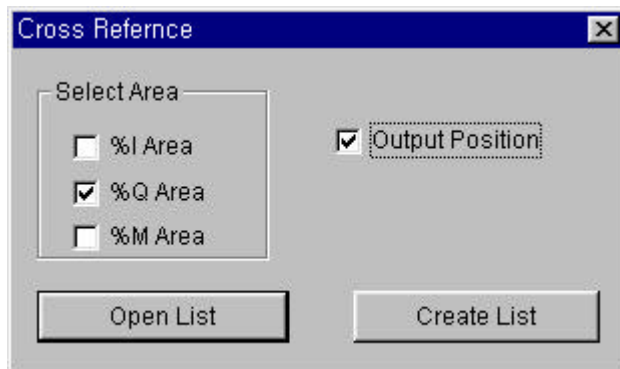 Cross Refernce
Select Area
%I Area
Output Position
%Q Area
%M Area
Open List
Create List